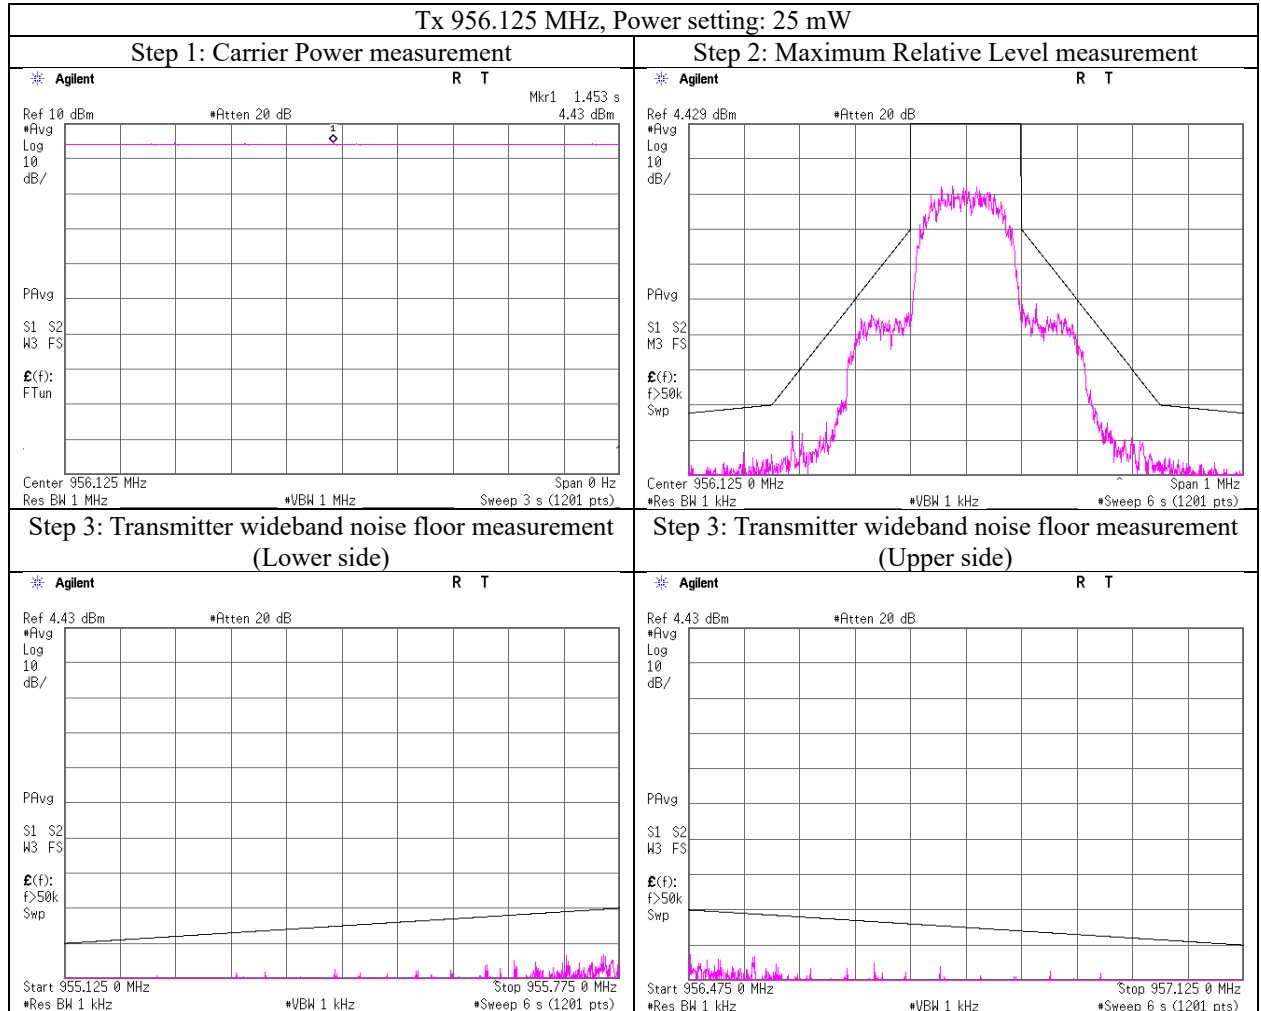 Tx 956.125 MHz, Power setting: 25 mW
Step 1: Carrier Power measurement
Agilent
R T
Mkr1 1.453 s
Ref 10 dBm
#Atten 20 dB
4.43 dBm
#Avg
Log
10
dB/
1
PAvg
S1 S2
W3 FS
£(f):
FTun
Center 956.125 MHz
Span 0 Hz
Res BW 1 MHz
#VBW 1 MHz
Sweep 3 s (1201 pts)
Step 2: Maximum Relative Level measurement
Agilent
R T
Ref 4.429 dBm
#Atten 20 dB
#Avg
Log
10
dB/
PAvg
S1 S2
M3 FS
£(f):
f>50k
Swp
Center 956.125 0 MHz
Span 1 MHz
#Res BW 1 kHz
#VBW 1 kHz
#Sweep 6 s (1201 pts)
Step 3: Transmitter wideband noise floor measurement
(Lower side)
Agilent
R T
Ref 4.43 dBm
#Atten 20 dB
#Avg
Log
10
dB/
PAvg
S1 S2
W3 FS
£(f):
f>50k
Swp
Start 955.125 0 MHz
Stop 955.775 0 MHz
#Res BW 1 kHz
#VBW 1 kHz
#Sweep 6 s (1201 pts)
Step 3: Transmitter wideband noise floor measurement
(Upper side)
Agilent
R T
Ref 4.43 dBm
#Atten 20 dB
#Avg
Log
10
dB/
PAvg
S1 S2
W3 FS
£(f):
f>50k
Swp
Start 956.475 0 MHz
Stop 957.125 0 MHz
#Res BW 1 kHz
#VBW 1 kHz
#Sweep 6 s (1201 pts)